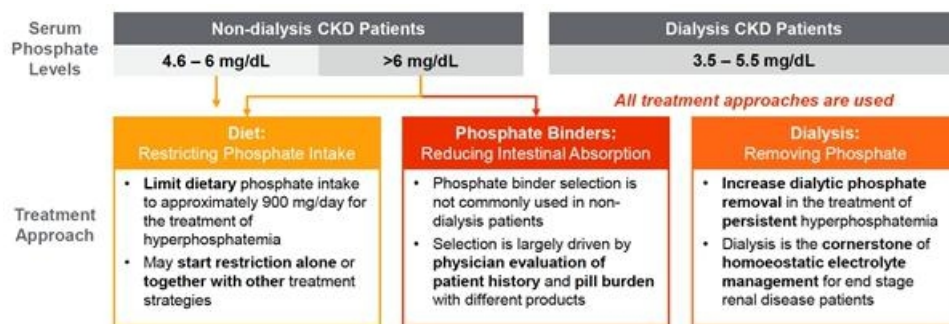 Serum
Phosphate
Levels
Non-dialysis CKD Patients
Dialysis CKD Patients
4.6 – 6 mg/dL
>6 mg/dL
3.5 – 5.5 mg/dL
All treatment approaches are used
Treatment
Approach
Diet:
Restricting Phosphate Intake
• Limit dietary phosphate intake
to approximately 900 mg/day for
the treatment of
hyperphosphatemia
• May start restriction alone or
together with other treatment
strategies
Phosphate Binders:
Reducing Intestinal Absorption
• Phosphate binder selection is
not commonly used in non-
dialysis patients
• Selection is largely driven by
physician evaluation of
patient history and pill burden
with different products
Dialysis:
Removing Phosphate
• Increase dialytic phosphate
removal in the treatment of
persistent hyperphosphatemia
• Dialysis is the cornerstone of
homoeostatic electrolyte
management for end stage
renal disease patients